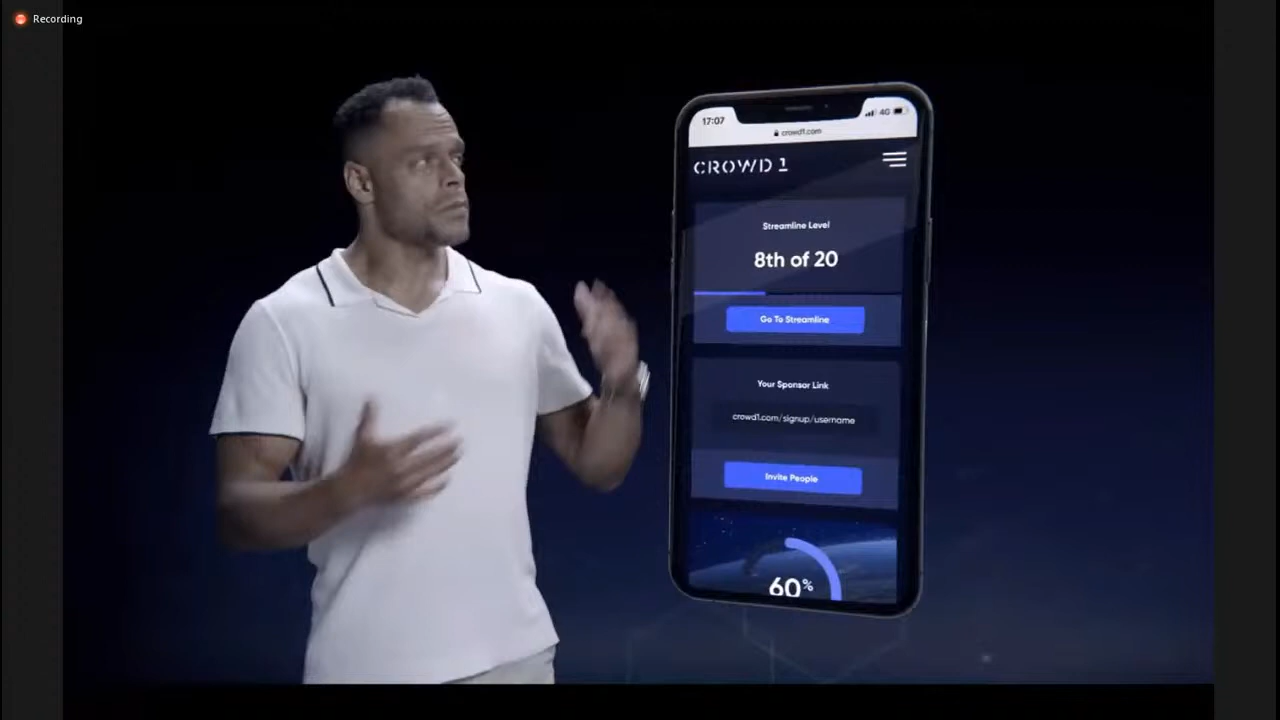 Recording
17:07
4G
crowd1.com
CROWD 1
Streamline Level
8th of 20
Go To Streamline
Your Sponsor Link
crowd1.com/signup/username
Invite People
60%